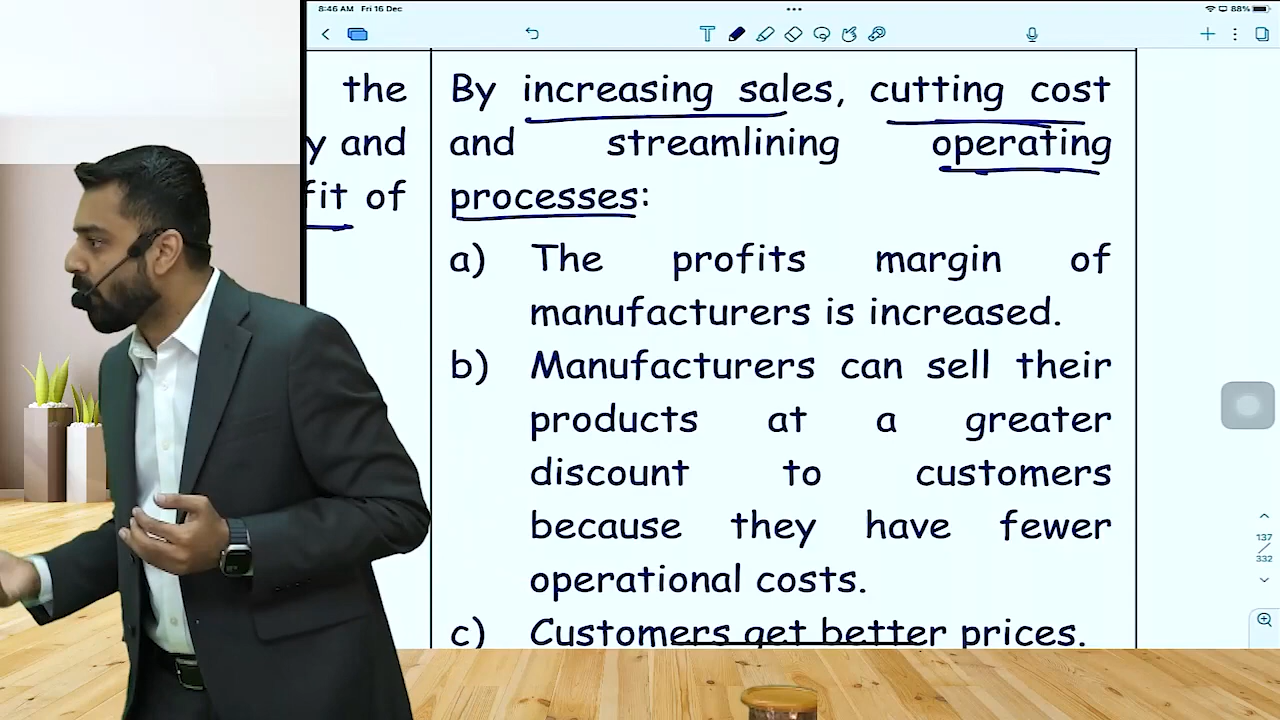 8:46 AM Fri 16 Dec
88%
the
y and
fit of
By increasing sales, cutting cost
and streamlining operating
processes:
a) The profits margin of
manufacturers is increased.
b) Manufacturers can sell their
products at a greater
discount to customers
because they have fewer
operational costs.
c) Customers get better prices.
137
332